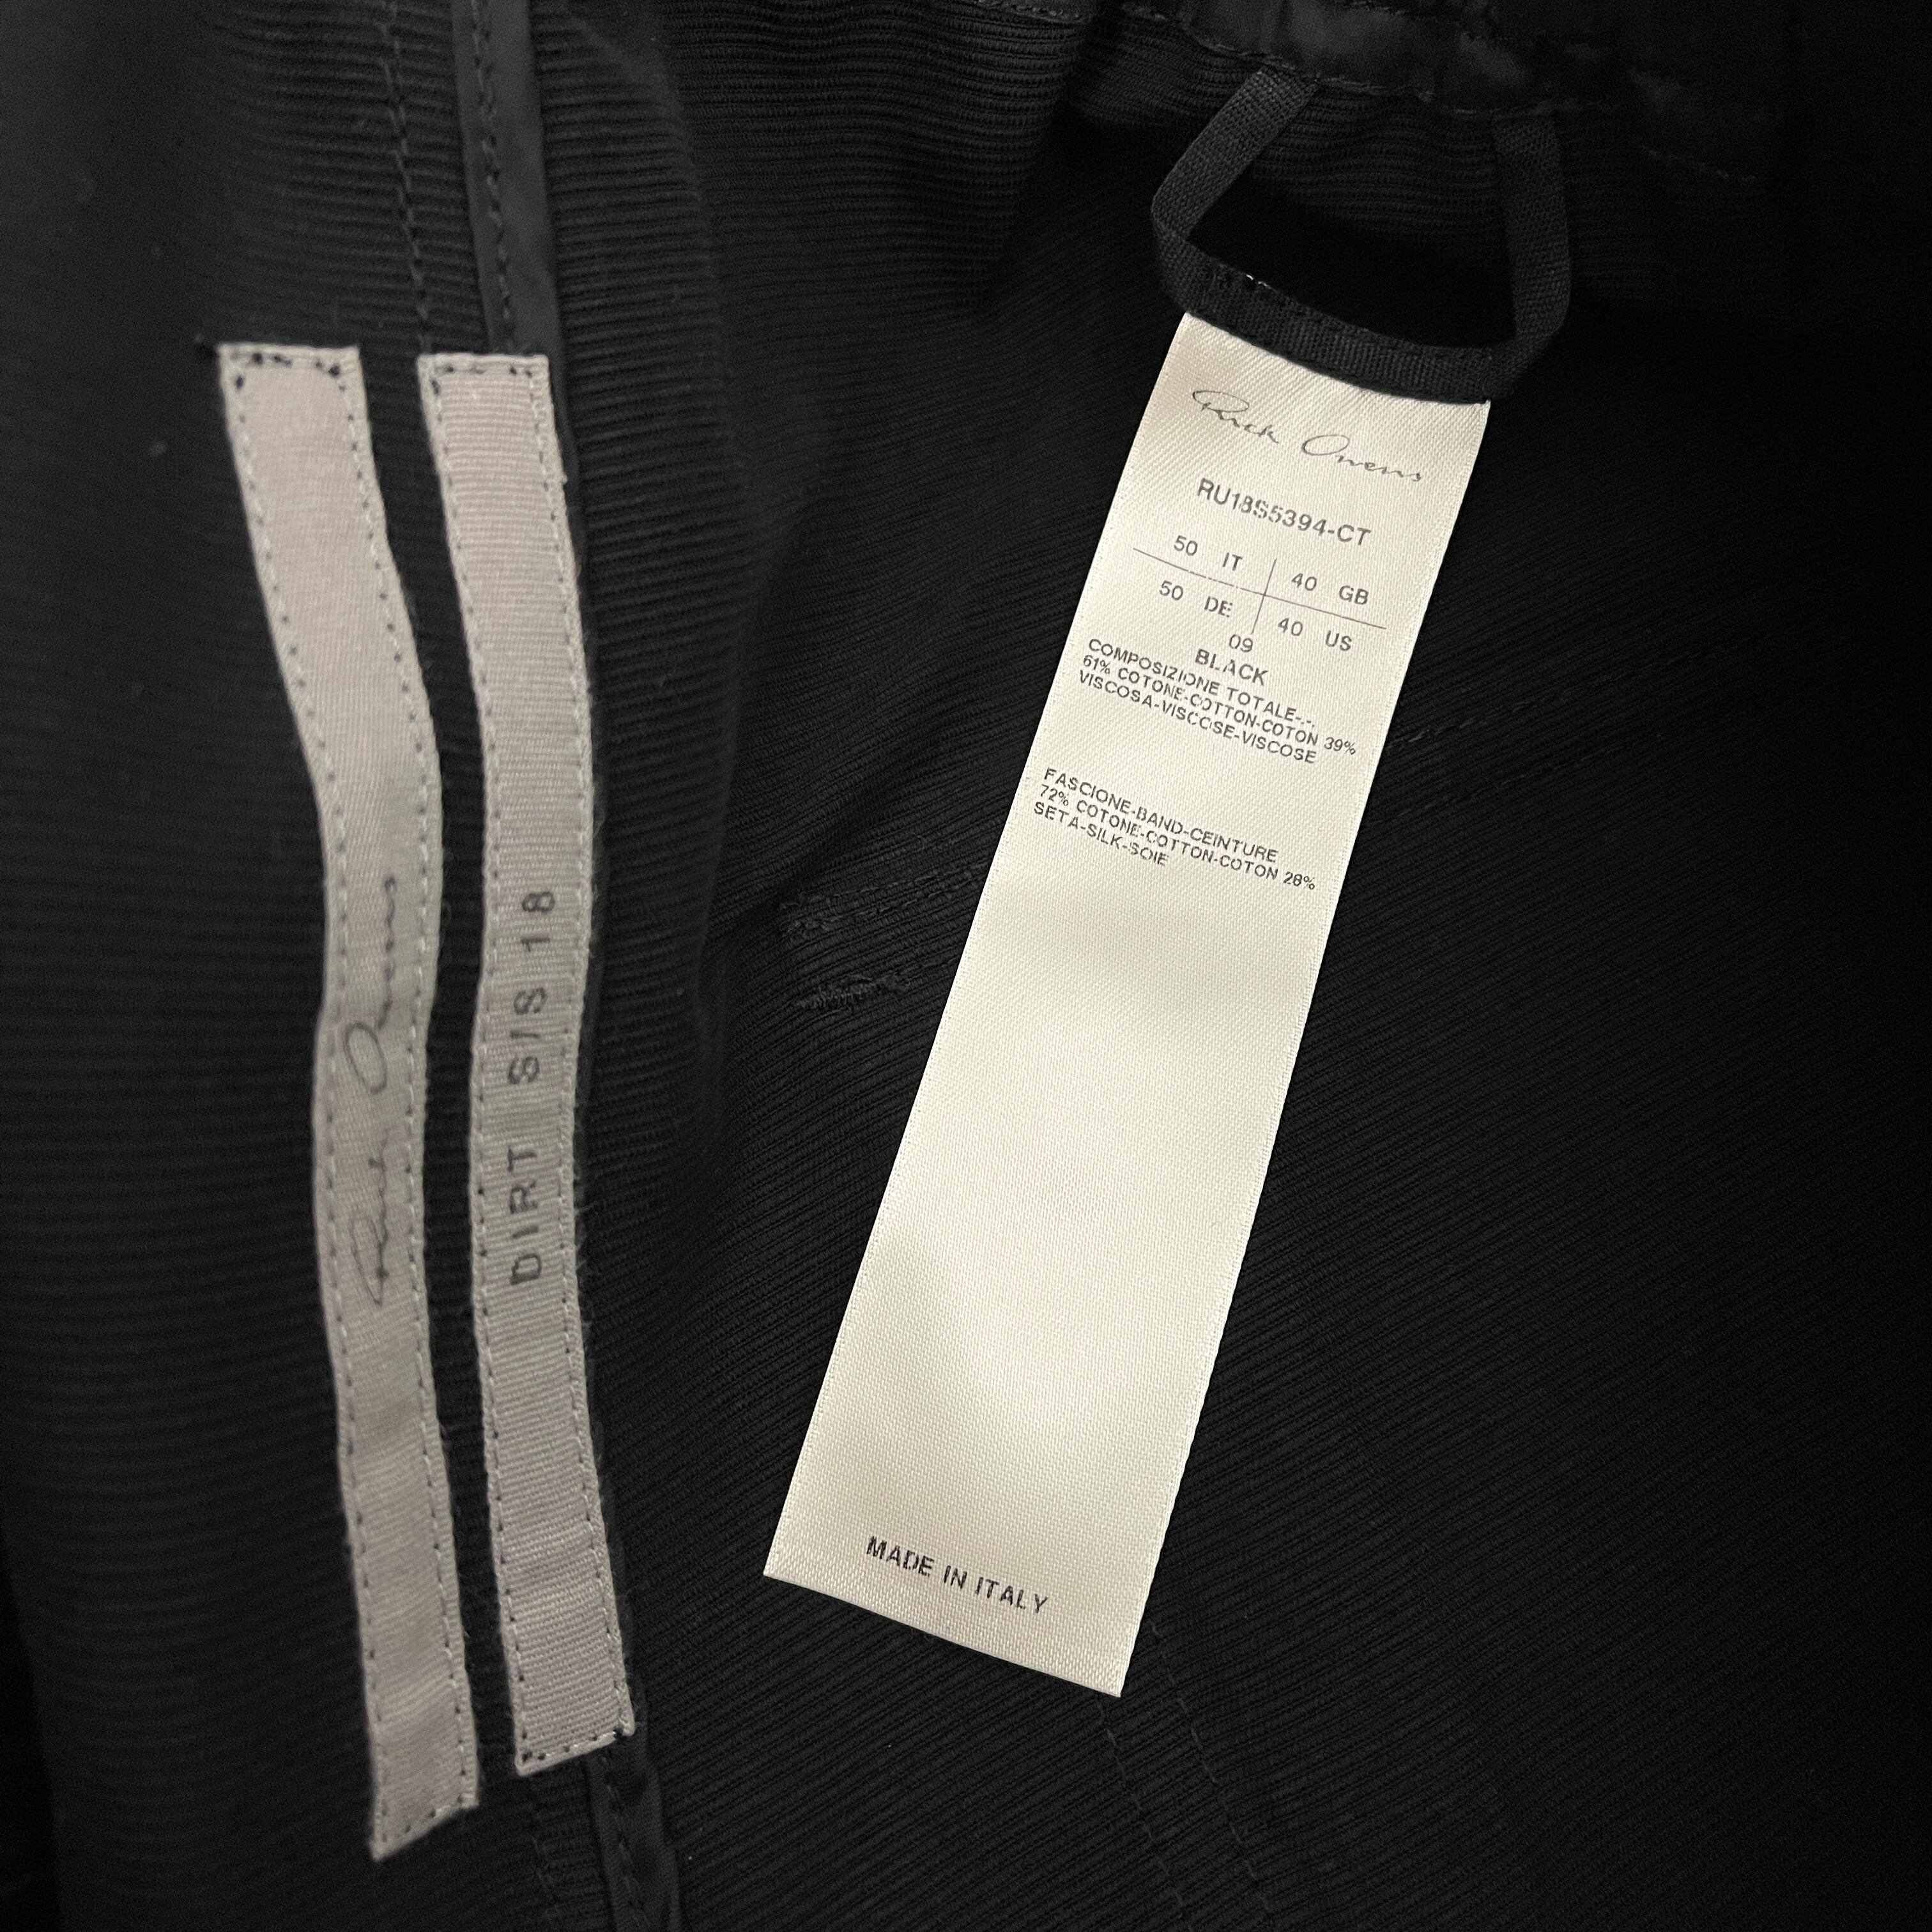 Rick Owens
DIRT S/S 18
Rick Owens
RU18S5394-CT
50 IT 40 GB
50 DE 40 US
09
BLACK
COMPOSIZIONE TOTALE-.-.
61% COTONE-COTTON-COTON 39%
VISCOSA-VISCOSE-VISCOSE
FASCIONE-BAND-CEINTURE
72% COTONE-COTTON-COTON 28%
SETA-SILK-SOIE
MADE IN ITALY